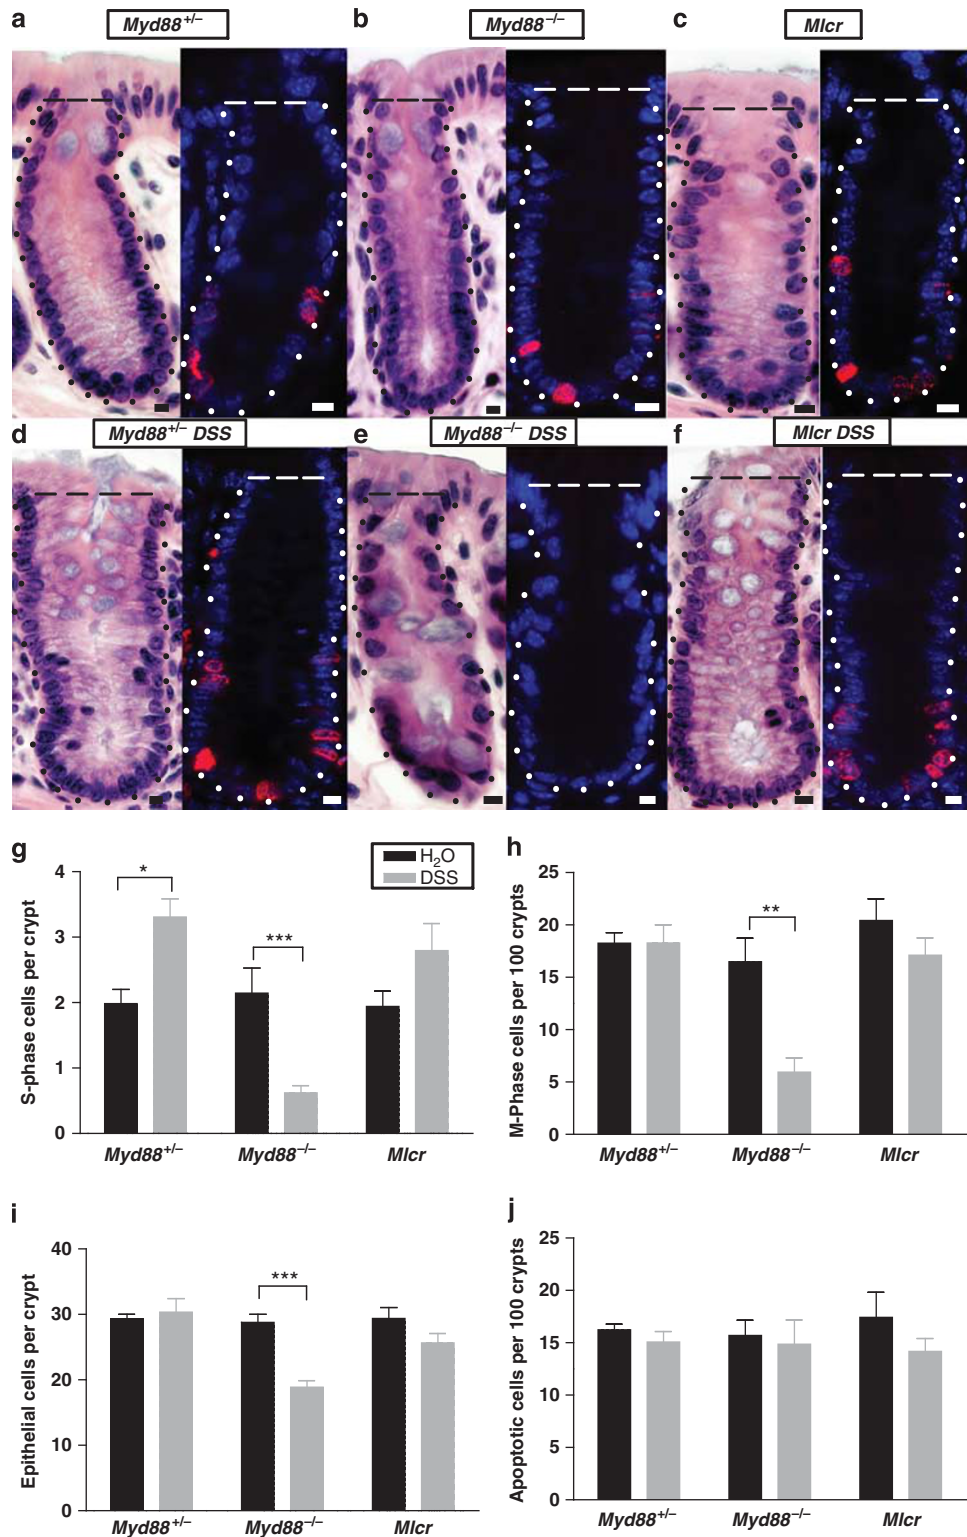 a Myd88+/– b Myd88–/– c Mlcr
d Myd88+/– DSS e Myd88–/– DSS f Mlcr DSS
g
S-phase cells per crypt
4
3
2
1
0
* ***
H2O
DSS
Myd88+/– Myd88–/– Mlcr
h
M-Phase cells per 100 crypts
25
20
15
10
5
0
**
Myd88+/– Myd88–/– Mlcr
i
Epithelial cells per crypt
40
30
20
10
0
***
Myd88+/– Myd88–/– Mlcr
j
Apoptotic cells per 100 crypts
25
20
15
10
5
0
Myd88+/– Myd88–/– Mlcr